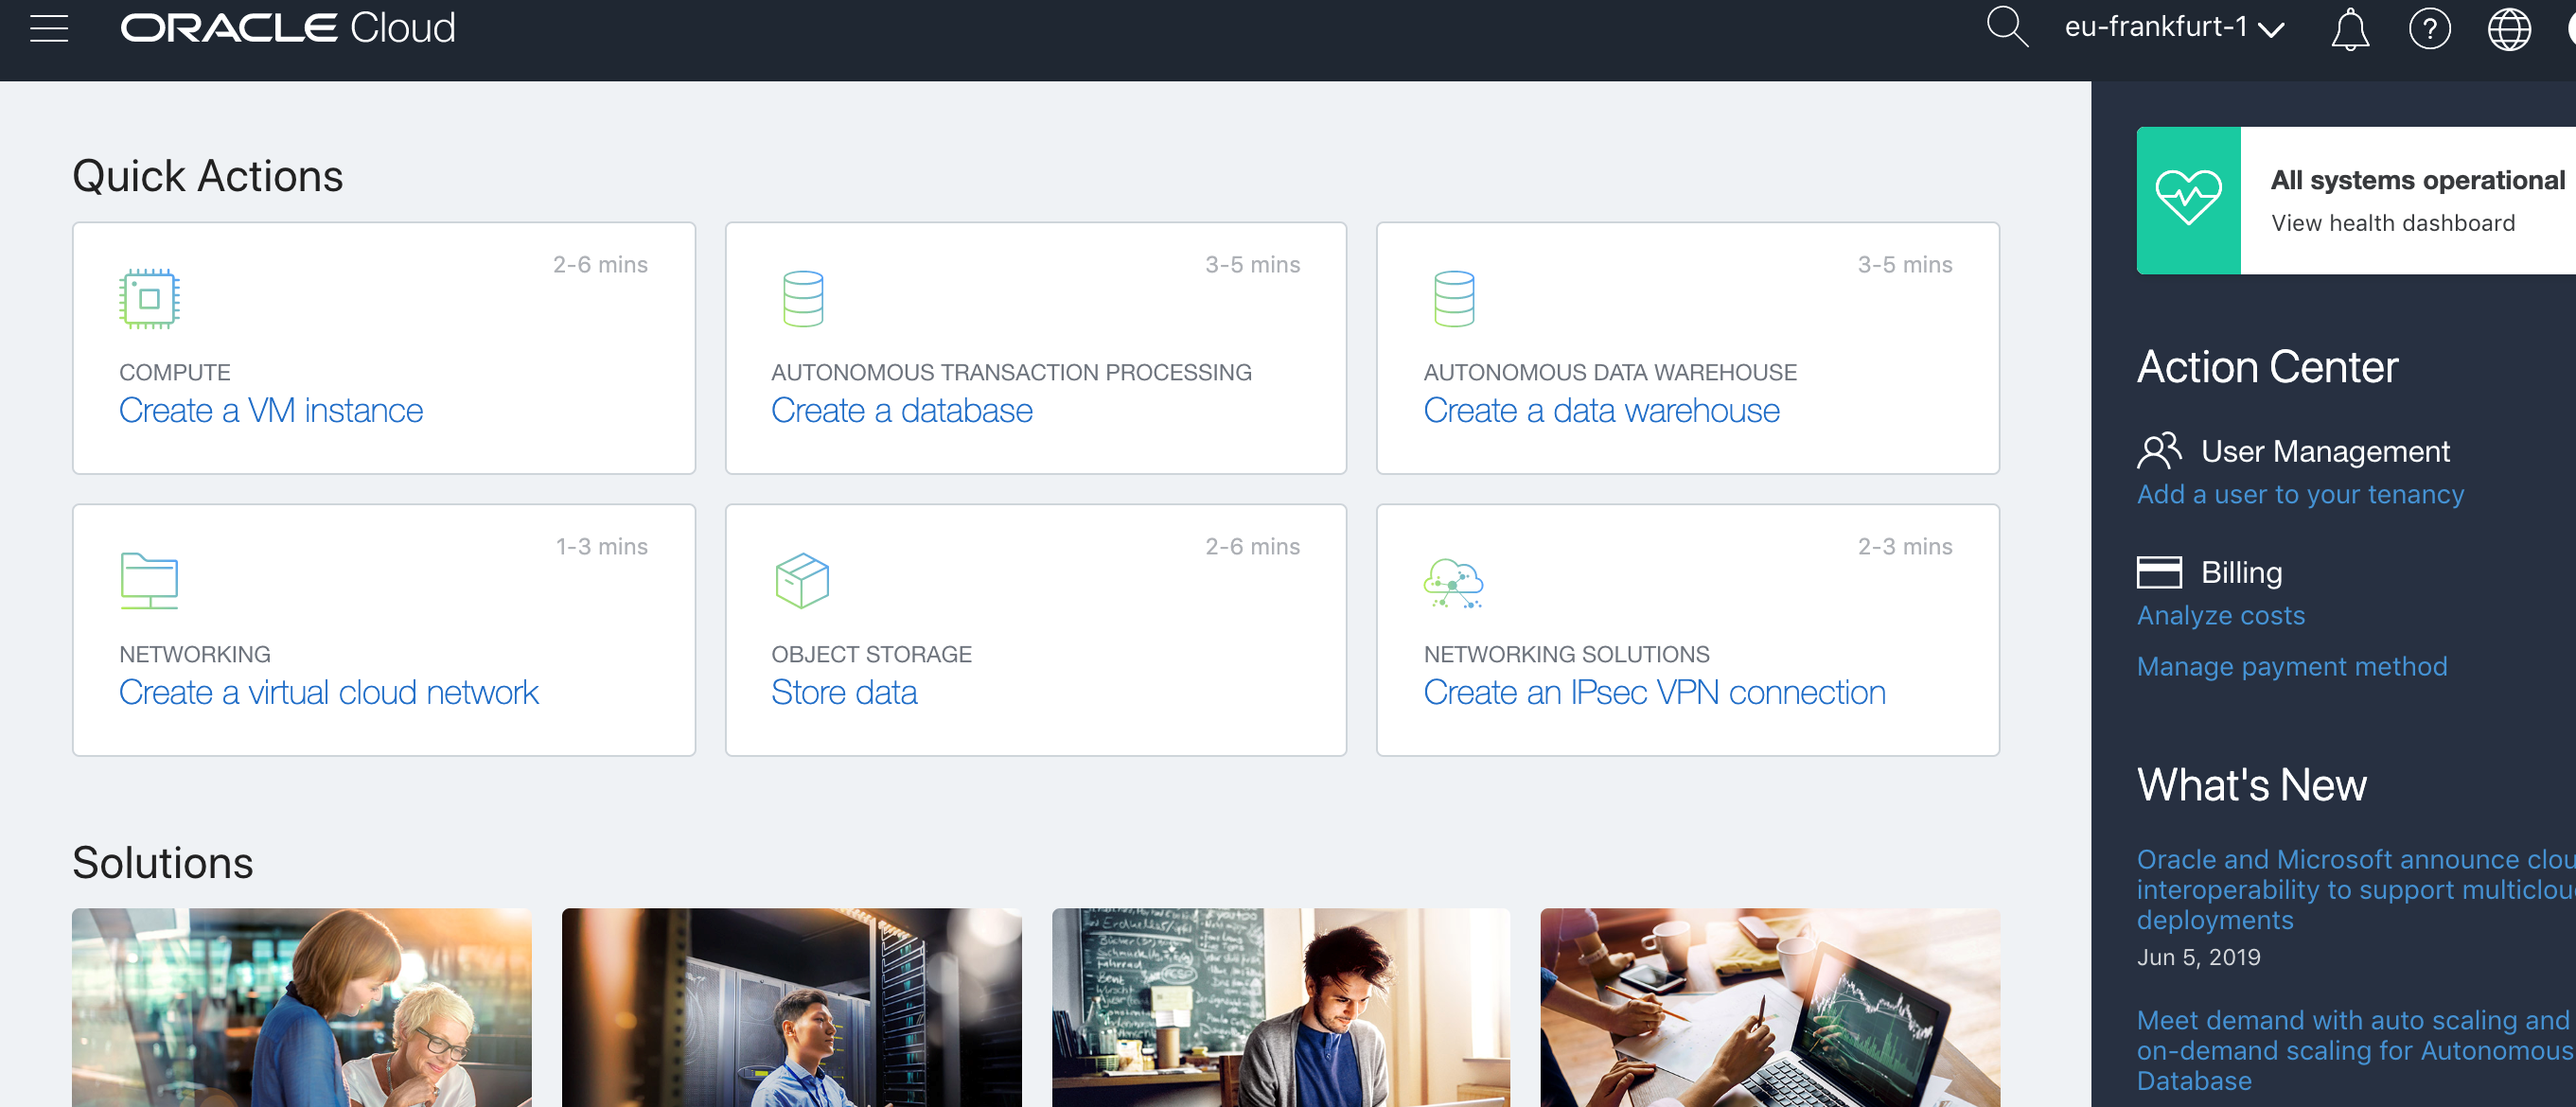 ORACLE Cloud
eu-frankfurt-1
Quick Actions
2-6 mins
COMPUTE
Create a VM instance
3-5 mins
AUTONOMOUS TRANSACTION PROCESSING
Create a database
3-5 mins
AUTONOMOUS DATA WAREHOUSE
Create a data warehouse
1-3 mins
NETWORKING
Create a virtual cloud network
2-6 mins
OBJECT STORAGE
Store data
2-3 mins
NETWORKING SOLUTIONS
Create an IPsec VPN connection
Solutions
All systems operational
View health dashboard
Action Center
User Management
Add a user to your tenancy
Billing
Analyze costs
Manage payment method
What's New
Oracle and Microsoft announce clou
interoperability to support multiclou
deployments
Jun 5, 2019
Meet demand with auto scaling and
on-demand scaling for Autonomous
Database